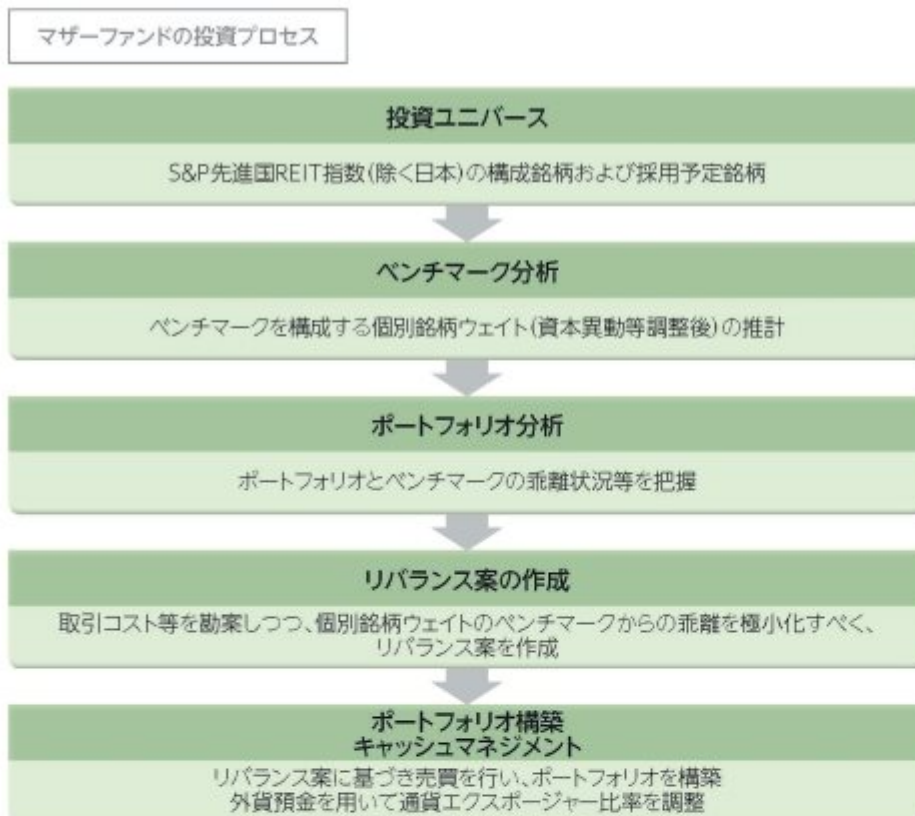 マザーファンドの投資プロセス
投資ユニバース
S&P先進国REIT指数(除く日本)の構成銘柄および採用予定銘柄
ベンチマーク分析
ベンチマークを構成する個別銘柄ウェイト(資本異動等調整後)の推計
ポートフォリオ分析
ポートフォリオとベンチマークの乖離状況等を把握
リバランス案の作成
取引コスト等を勘案しつつ、個別銘柄ウェイトのベンチマークからの乖離を極小化すべく、
リバランス案を作成
ポートフォリオ構築
キャッシュマネジメント
リバランス案に基づき売買を行い、ポートフォリオを構築
外貨預金を用いて通貨エクスポージャー比率を調整